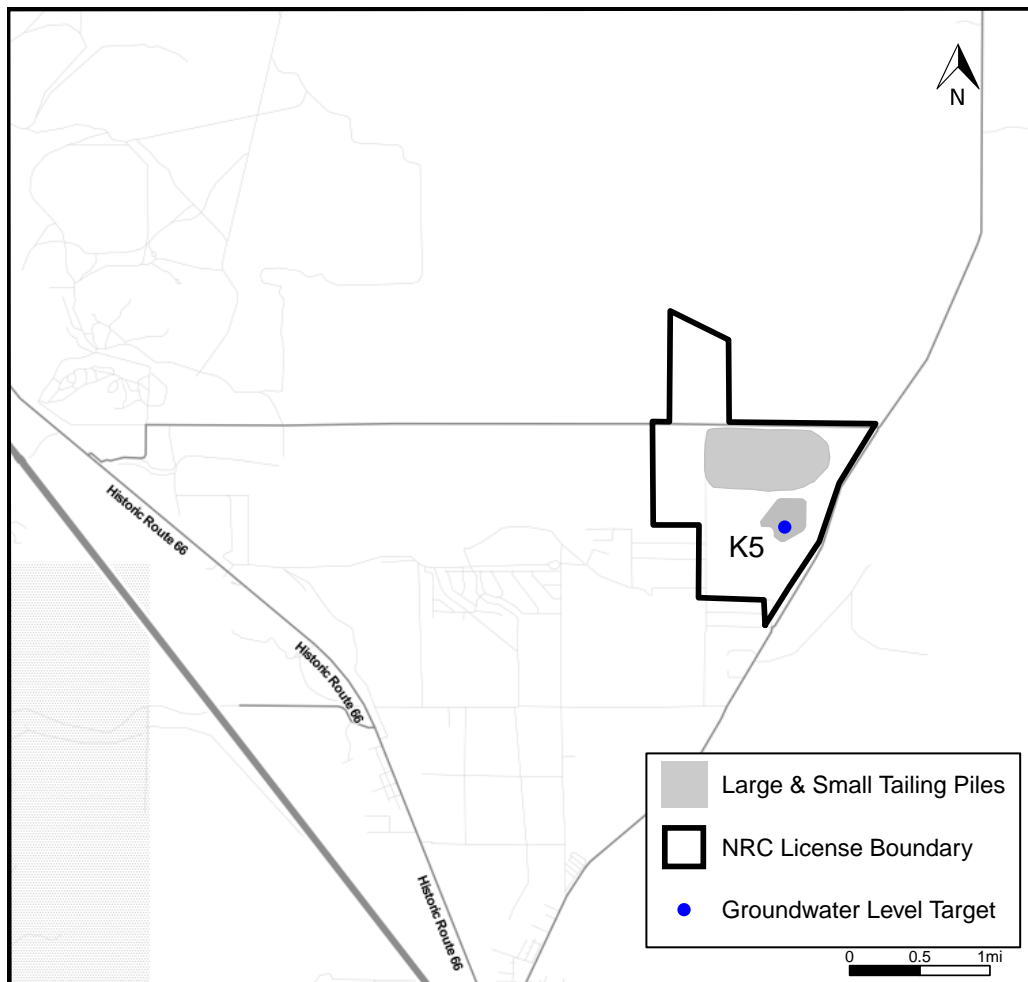 N
Historic Route 66
K5
Historic Route 66
Large & Small Tailing Piles
NRC License Boundary
Historic Route 66
Groundwater Level Target
0 0.5 1mi